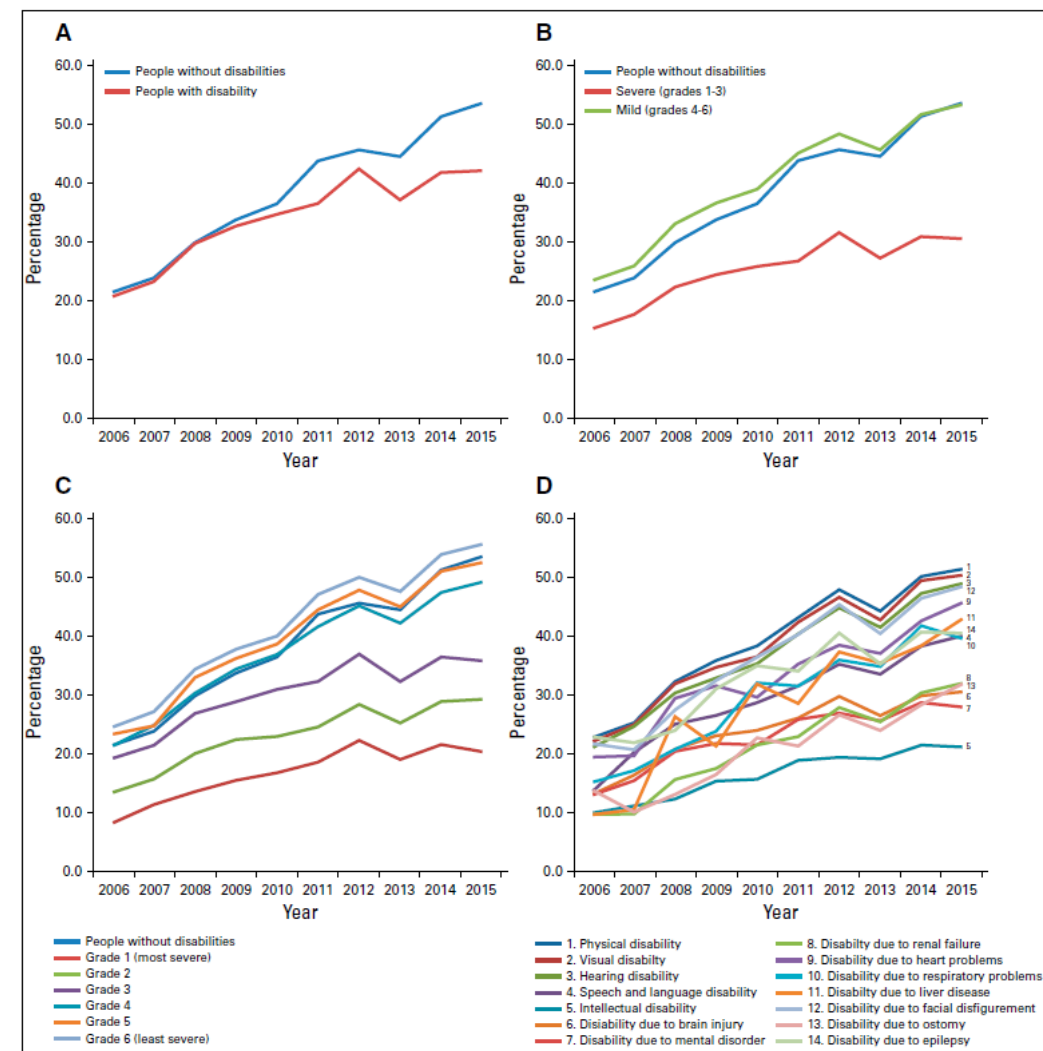 A
People without disabilities
People with disability
60.0
50.0
40.0
30.0
20.0
10.0
0.0
Percentage
2006 2007 2008 2009 2010 2011 2012 2013 2014 2015
Year
B
People without disabilities
Severe (grades 1-3)
Mild (grades 4-6)
60.0
50.0
40.0
30.0
20.0
10.0
0.0
Percentage
2006 2007 2008 2009 2010 2011 2012 2013 2014 2015
Year
C
60.0
50.0
40.0
30.0
20.0
10.0
0.0
Percentage
2006 2007 2008 2009 2010 2011 2012 2013 2014 2015
Year
People without disabilities
Grade 1 (most severe)
Grade 2
Grade 3
Grade 4
Grade 5
Grade 6 (least severe)
D
60.0
50.0
40.0
30.0
20.0
10.0
0.0
Percentage
1
2
3
12
9
11
14
4
10
8
13
6
7
5
2006 2007 2008 2009 2010 2011 2012 2013 2014 2015
Year
1. Physical disability
2. Visual disabilty
3. Hearing disability
4. Speech and language disability
5. Intellectual disability
6. Disiability due to brain injury
7. Disability due to mental disorder
8. Disabilty due to renal failure
9. Disability due to heart problems
10. Disability due to respiratory problems
11. Disabilty due to liver disease
12. Disability due to facial disfigurement
13. Disability due to ostomy
14. Disability due to epilepsy